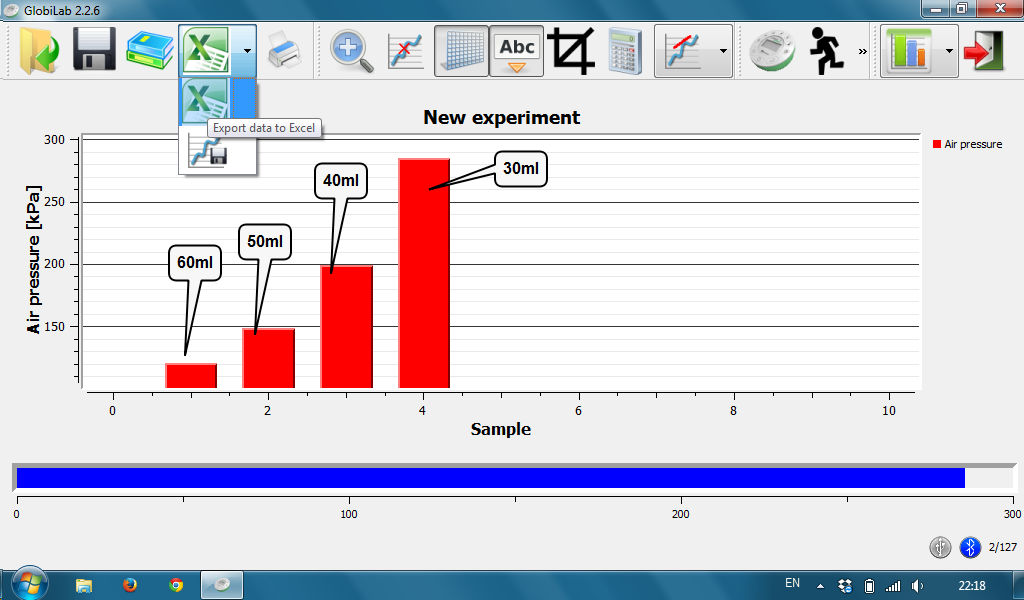 GlobiLab 2.2.6
Abc
»
Export data to Excel
New experiment
Air pressure
Air pressure [kPa]
300
250
200
150
60ml
50ml
40ml
30ml
0
2
4
6
8
10
Sample
0
100
200
300
2/127
EN
22:18